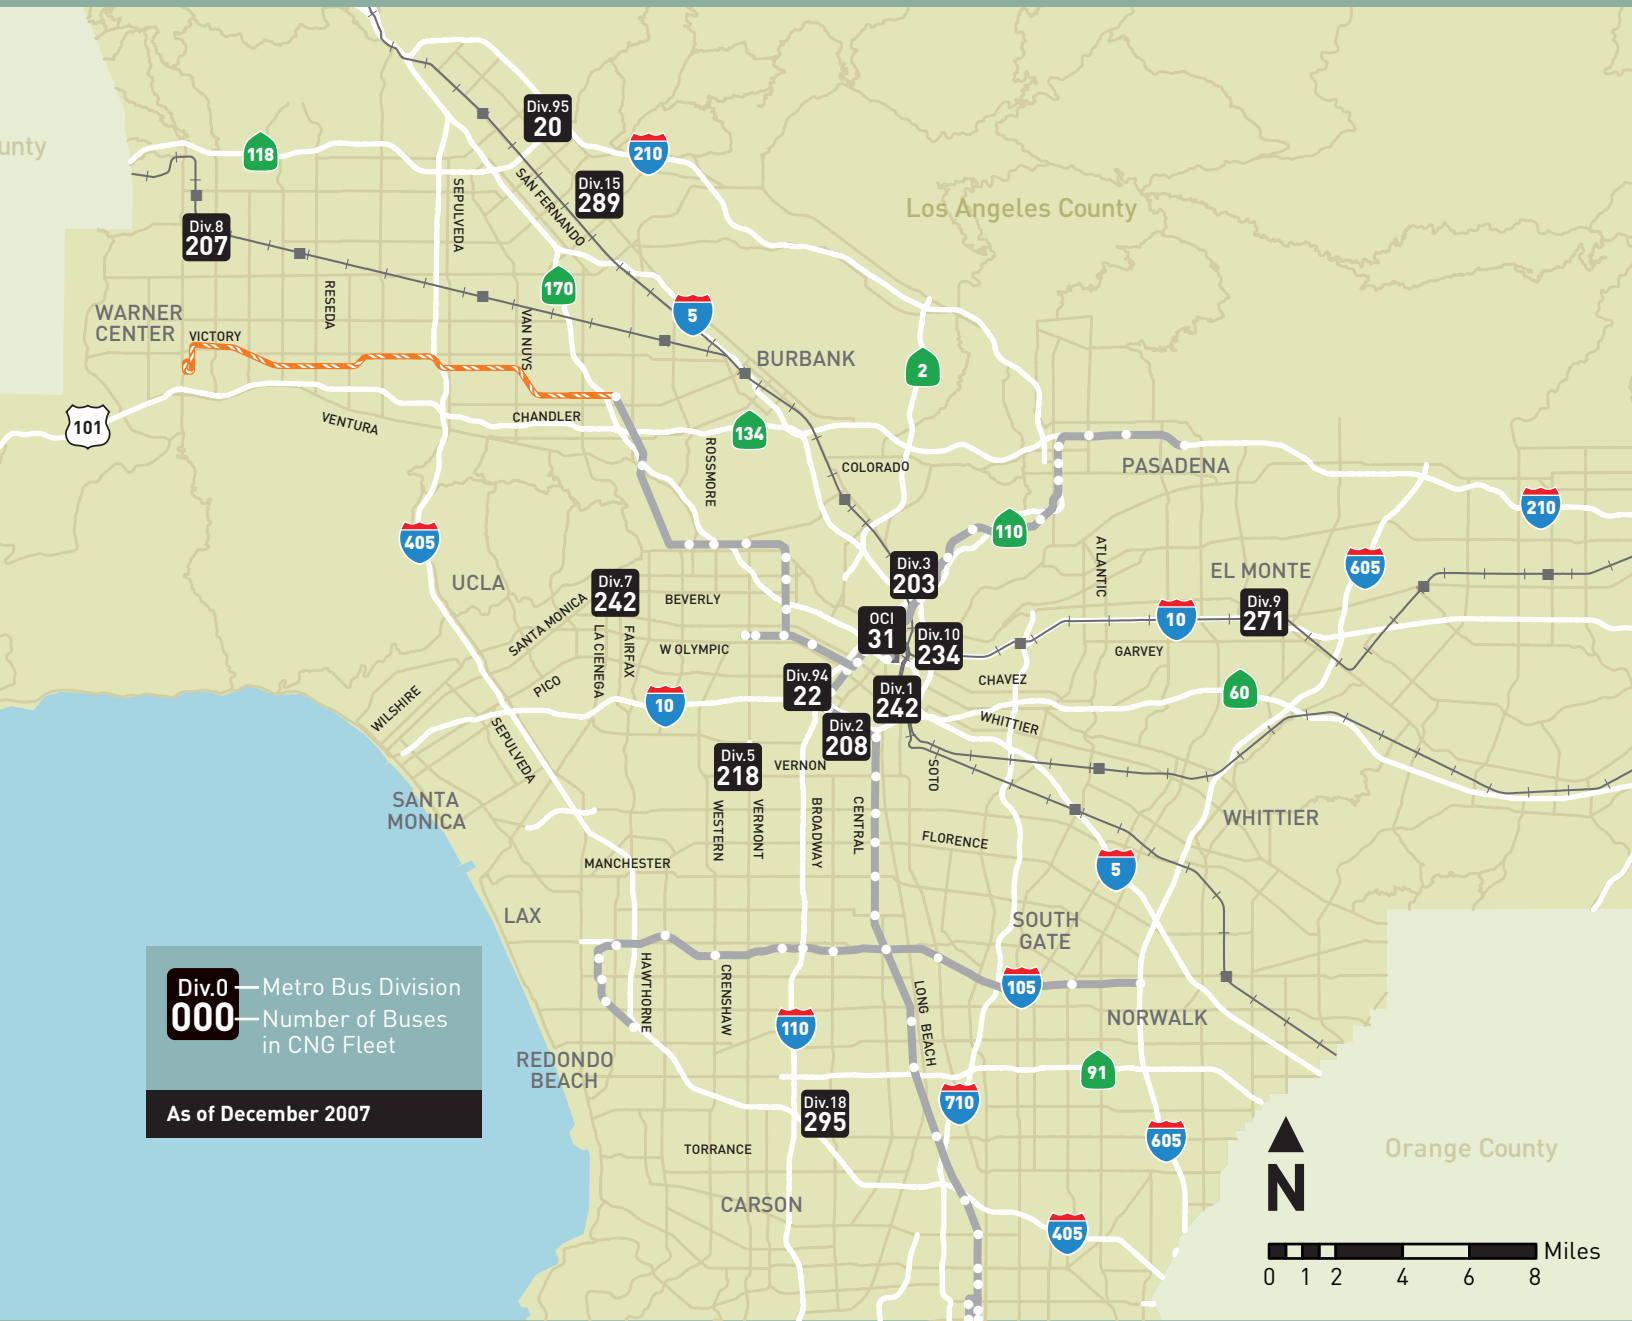 Div.95
20
unty
118
210
SAN FERNANDO
Div.15
289
SEPULVEDA
Los Angeles County
Div.8
207
170
RESEDA
5
WARNER
CENTER
VICTORY
VAN NUYS
BURBANK
2
101
VENTURA
CHANDLER
134
ROSSMORE
COLORADO
PASADENA
210
110
405
ATLANTIC
605
UCLA
Div.7
242
BEVERLY
Div.3
203
EL MONTE
SANTA MONICA
LA CIENEGA
FAIRFAX
W OLYMPIC
OCI
31
Div.10
234
10
Div.9
271
GARVEY
CHAVEZ
WILSHIRE
PICO
10
Div.94
22
Div.1
242
60
SEPULVEDA
Div.2
208
WHITTIER
Div.5
218
VERNON
SOTO
SANTA
MONICA
WESTERN
VERMONT
BROADWAY
CENTRAL
WHITTIER
FLORENCE
MANCHESTER
5
LAX
SOUTH
GATE
HAWTHORNE
CRENSHAW
LONG BEACH
105
NORWALK
110
Div.0
000
Metro Bus Division
Number of Buses
in CNG Fleet
REDONDO
BEACH
91
As of December 2007
Div.18
295
710
605
TORRANCE
Orange County
N
CARSON
405
Miles
0 1 2 4 6 8